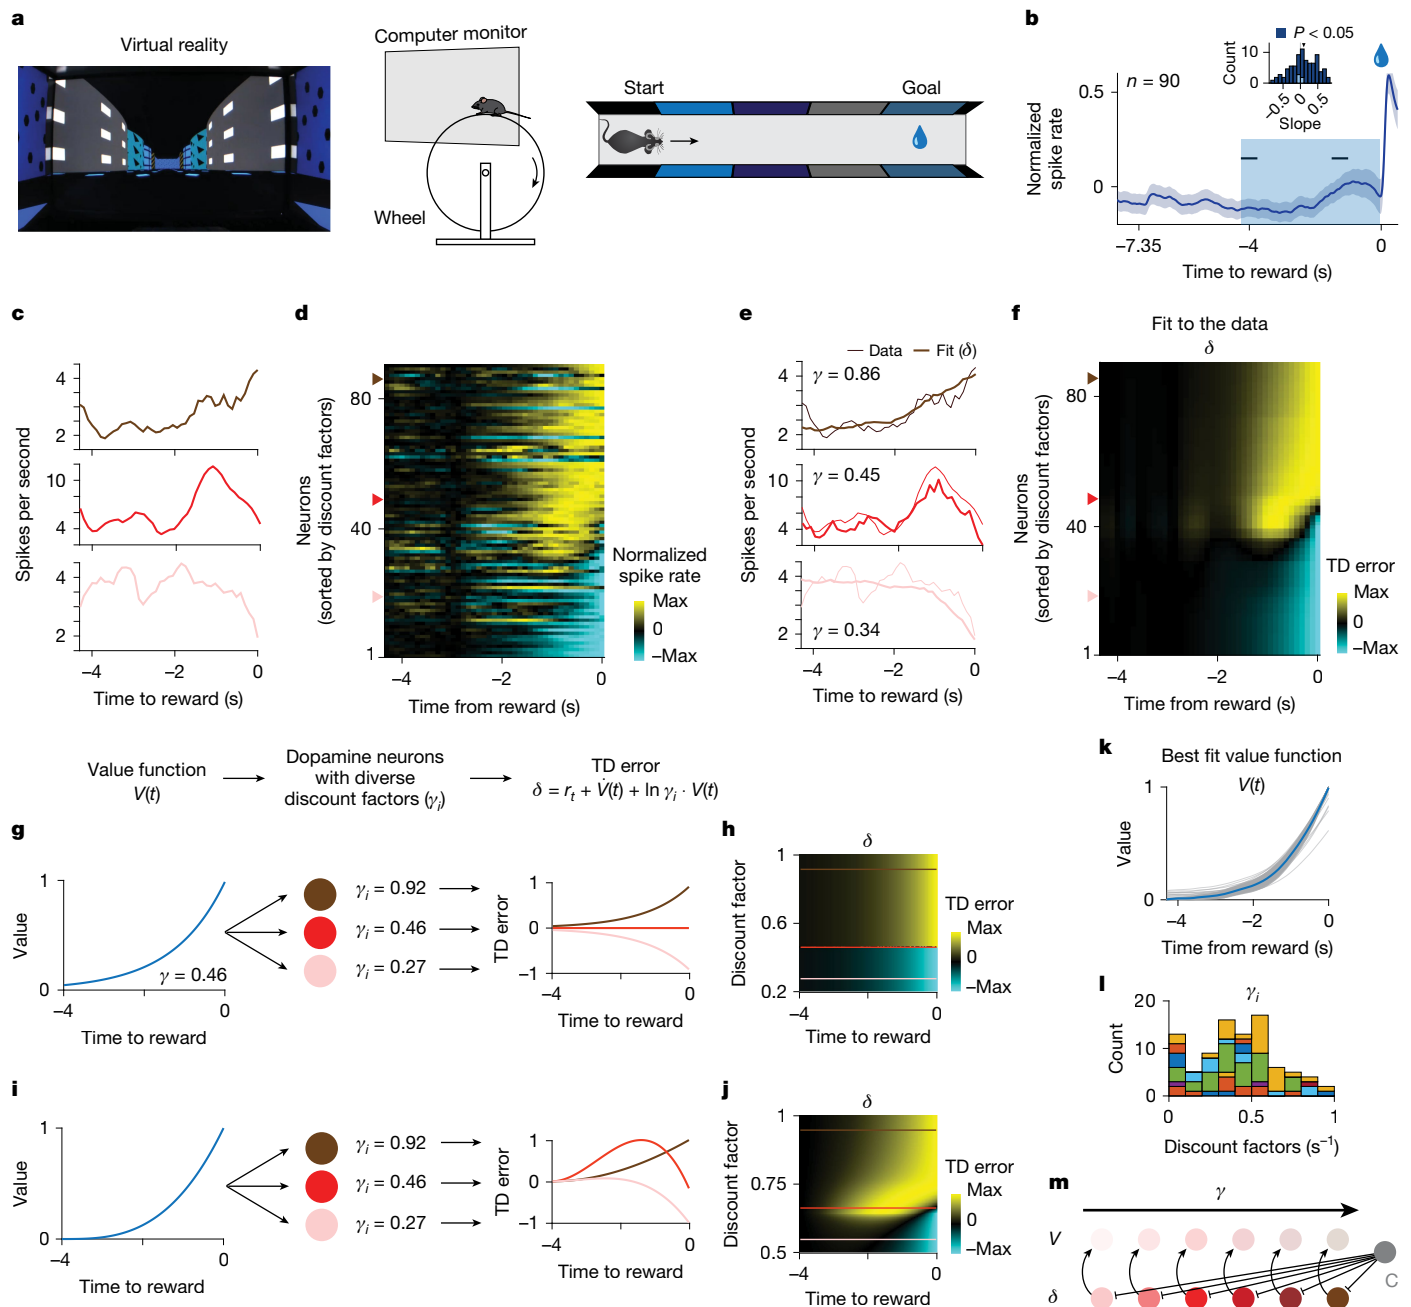 a
Virtual reality
Computer monitor
Wheel
Start
Goal
b
P < 0.05
Count
10
0
−0.5
0
0.5
Slope
n = 90
Normalized
spike rate
0.5
0
−7.35
−4
0
Time to reward (s)
c
Spikes per second
4
2
10
4
4
2
−4
−2
0
Time to reward (s)
d
Neurons
(sorted by discount factors)
80
40
1
−4
−2
0
Time from reward (s)
Normalized
spike rate
Max
0
−Max
e
Data
Fit (δ)
γ = 0.86
γ = 0.45
γ = 0.34
Spikes per second
4
2
10
4
4
2
−4
−2
0
Time to reward (s)
f
Fit to the data
δ
Neurons
(sorted by discount factors)
80
40
1
−4
−2
0
Time from reward (s)
TD error
Max
0
−Max
Value function
V(t)
Dopamine neurons
with diverse
discount factors (γi)
TD error
δ = rt + V̇(t) + ln γi · V(t)
g
Value
1
0
−4
0
γ = 0.46
Time to reward
γi = 0.92
γi = 0.46
γi = 0.27
TD error
1
0
−1
−4
0
Time to reward
h
δ
Discount factor
1
0.6
0.2
−4
0
Time to reward
TD error
Max
0
−Max
i
Value
1
0
−4
0
Time to reward
γi = 0.92
γi = 0.46
γi = 0.27
TD error
1
0
−1
−4
0
Time to reward
j
δ
Discount factor
1
0.75
0.5
−4
0
Time to reward
TD error
Max
0
−Max
k
Best fit value function
V(t)
Value
1
0
−4
−2
0
Time from reward (s)
l
γi
Count
20
10
0
0
0.5
1
Discount factors (s⁻¹)
m
γ
V
C
δ